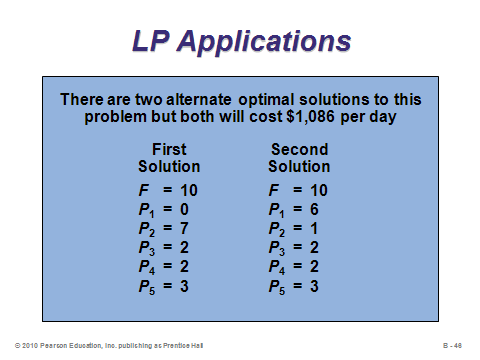 LP Applications
There are two alternate optimal solutions to this
problem but both will cost $1,086 per day
First Second
Solution Solution
F = 10 F = 10
P1 = 0 P1 = 6
P2 = 7 P2 = 1
P3 = 2 P3 = 2
P4 = 2 P4 = 2
P5 = 3 P5 = 3
© 2010 Pearson Education, Inc. publishing as Prentice Hall B - 46